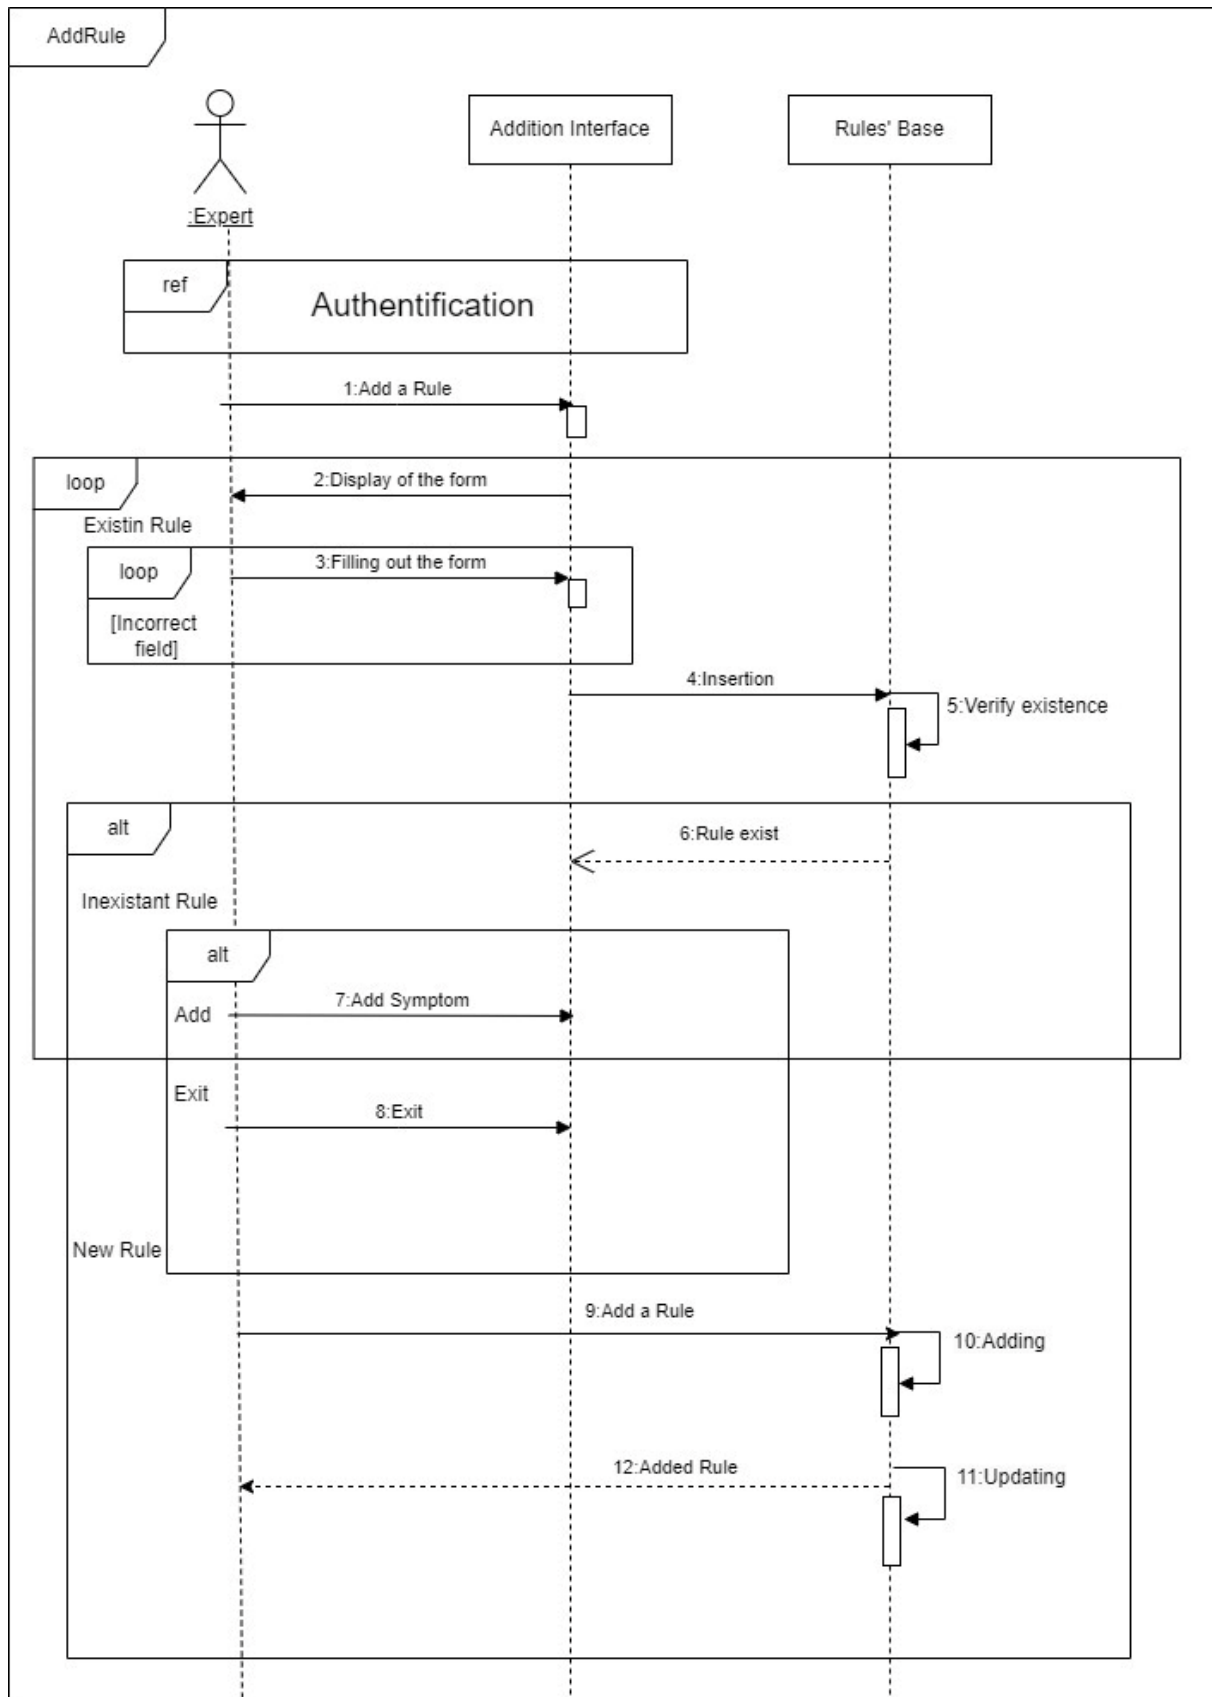 AddRule
Addition Interface
Rules' Base
:Expert
ref
Authentification
1:Add a Rule
loop
2:Display of the form
Existin Rule
loop
3:Filling out the form
[Incorrect
field]
4:Insertion
5:Verify existence
alt
6:Rule exist
Inexistant Rule
alt
7:Add Symptom
Add
Exit
8:Exit
New Rule
9:Add a Rule
10:Adding
12:Added Rule
11:Updating